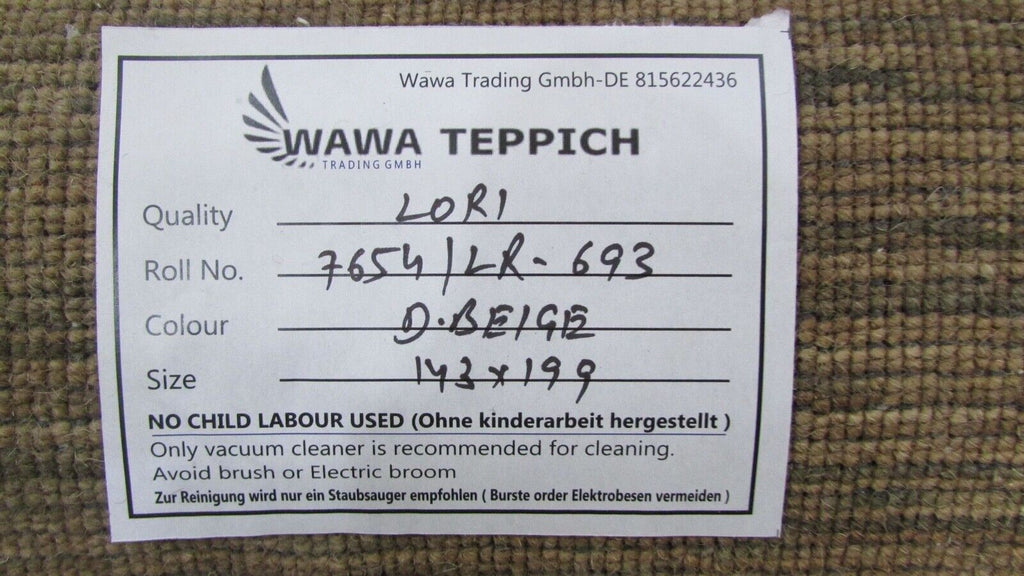 Wawa Trading Gmbh-DE 815622436
WAWA TEPPICH
TRADING GMBH
Quality LORI
Roll No. 7654/LR-693
Colour D.BEIGE
Size 143x199
NO CHILD LABOUR USED (Ohne kinderarbeit hergestellt )
Only vacuum cleaner is recommended for cleaning.
Avoid brush or Electric broom
Zur Reinigung wird nur ein Staubsauger empfohlen ( Burste order Elektrobesen vermeiden )